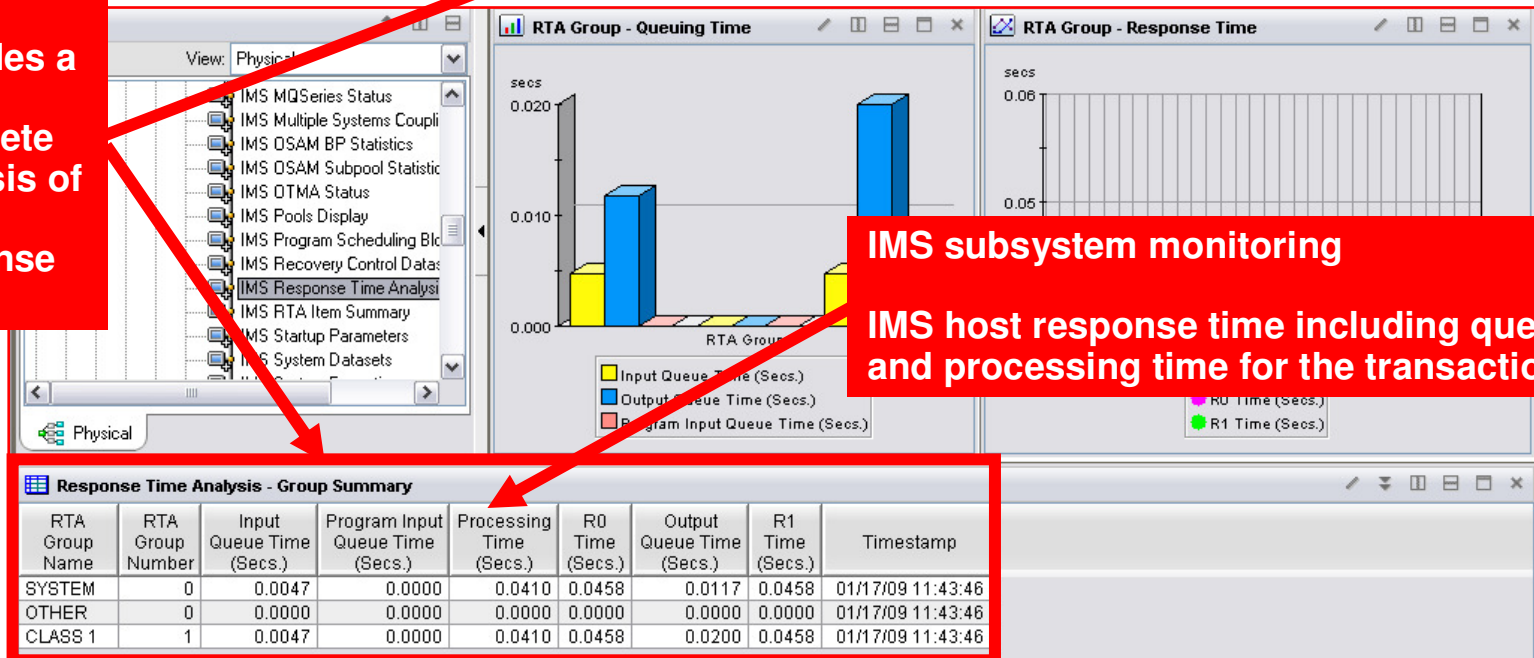 a
ete
sis of
nse
View: Physical
IMS MQSeries Status
IMS Multiple Systems Coupli
IMS OSAM BP Statistics
IMS OSAM Subpool Statistic
IMS OTMA Status
IMS Pools Display
IMS Program Scheduling Blc
IMS Recovery Control Datas
IMS Response Time Analysi
IMS RTA Item Summary
IMS Startup Parameters
IMS System Datasets
Physical
RTA Group - Queuing Time
secs
0.020
0.010
0.000
RTA Group
Input Queue Time (Secs.)
Output Queue Time (Secs.)
Program Input Queue Time (Secs.)
RTA Group - Response Time
secs
0.06
0.05
R0 Time (Secs.)
R1 Time (Secs.)
IMS subsystem monitoring
IMS host response time including que
and processing time for the transactio
Response Time Analysis - Group Summary
RTA Group Name RTA Group Number Input Queue Time (Secs.) Program Input Queue Time (Secs.) Processing Time (Secs.) R0 Time (Secs.) Output Queue Time (Secs.) R1 Time (Secs.) Timestamp
SYSTEM 0 0.0047 0.0000 0.0410 0.0458 0.0117 0.0458 01/17/09 11:43:46
OTHER 0 0.0000 0.0000 0.0000 0.0000 0.0000 0.0000 01/17/09 11:43:46
CLASS 1 1 0.0047 0.0000 0.0410 0.0458 0.0200 0.0458 01/17/09 11:43:46